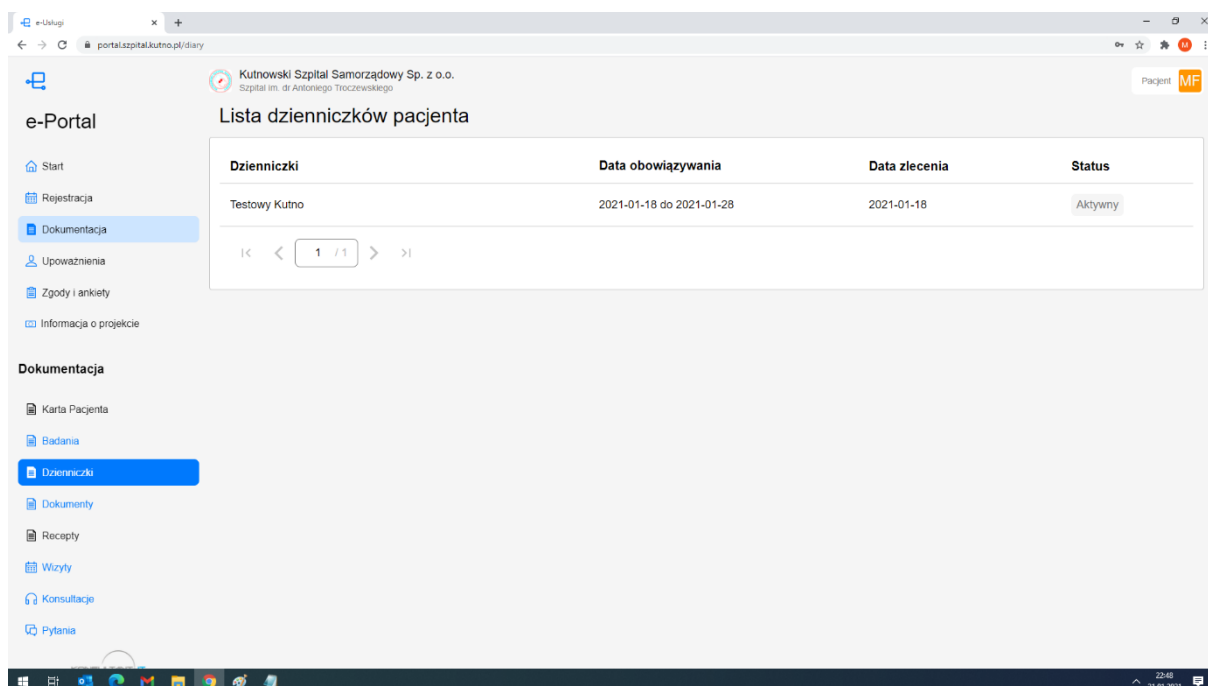 e-Usługi
portal.szpital.kutno.pl/diary
M
Kutnowski Szpital Samorządowy Sp. z o.o.
Szpital im. dr Antoniego Troczewskiego
Pacjent MF
e-Portal
Lista dzienniczków pacjenta
Start
Rejestracja
Dokumentacja
Upoważnienia
Zgody i ankiety
Informacja o projekcie
Dzienniczki Data obowiązywania Data zlecenia Status
Testowy Kutno 2021-01-18 do 2021-01-28 2021-01-18 Aktywny
1 / 1
Dokumentacja
Karta Pacjenta
Badania
Dzienniczki
Dokumenty
Recepty
Wizyty
Konsultacje
Pytania
22:48
21.01.2021